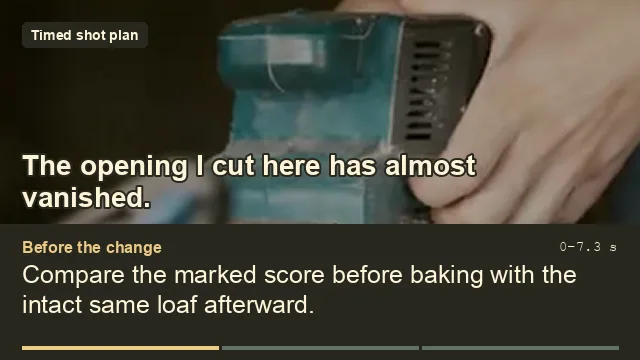 Timed shot plan
The opening I cut here has almost
vanished.
Before the change
0–7.3 s
Compare the marked score before baking with the
intact same loaf afterward.